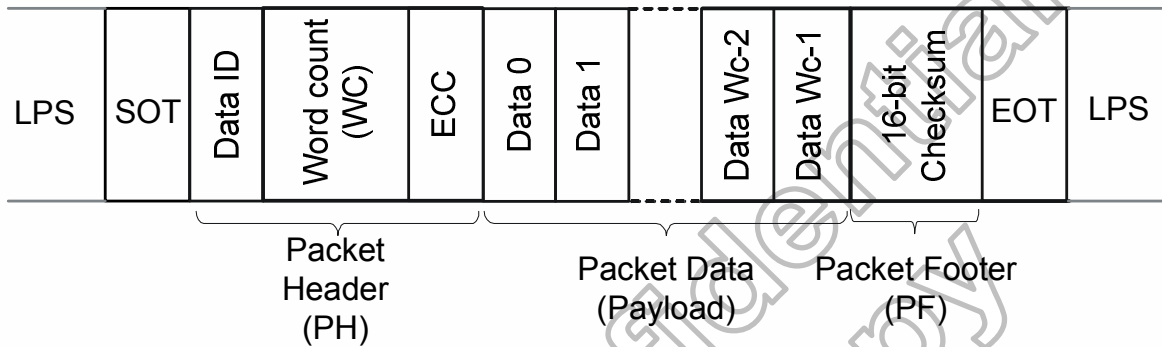 LPS
SOT
Data ID
Word count
(WC)
ECC
Data 0
Data 1
Data Wc-2
Data Wc-1
16-bit
Checksum
EOT
LPS
Packet
Header
(PH)
Packet Data
(Payload)
Packet Footer
(PF)